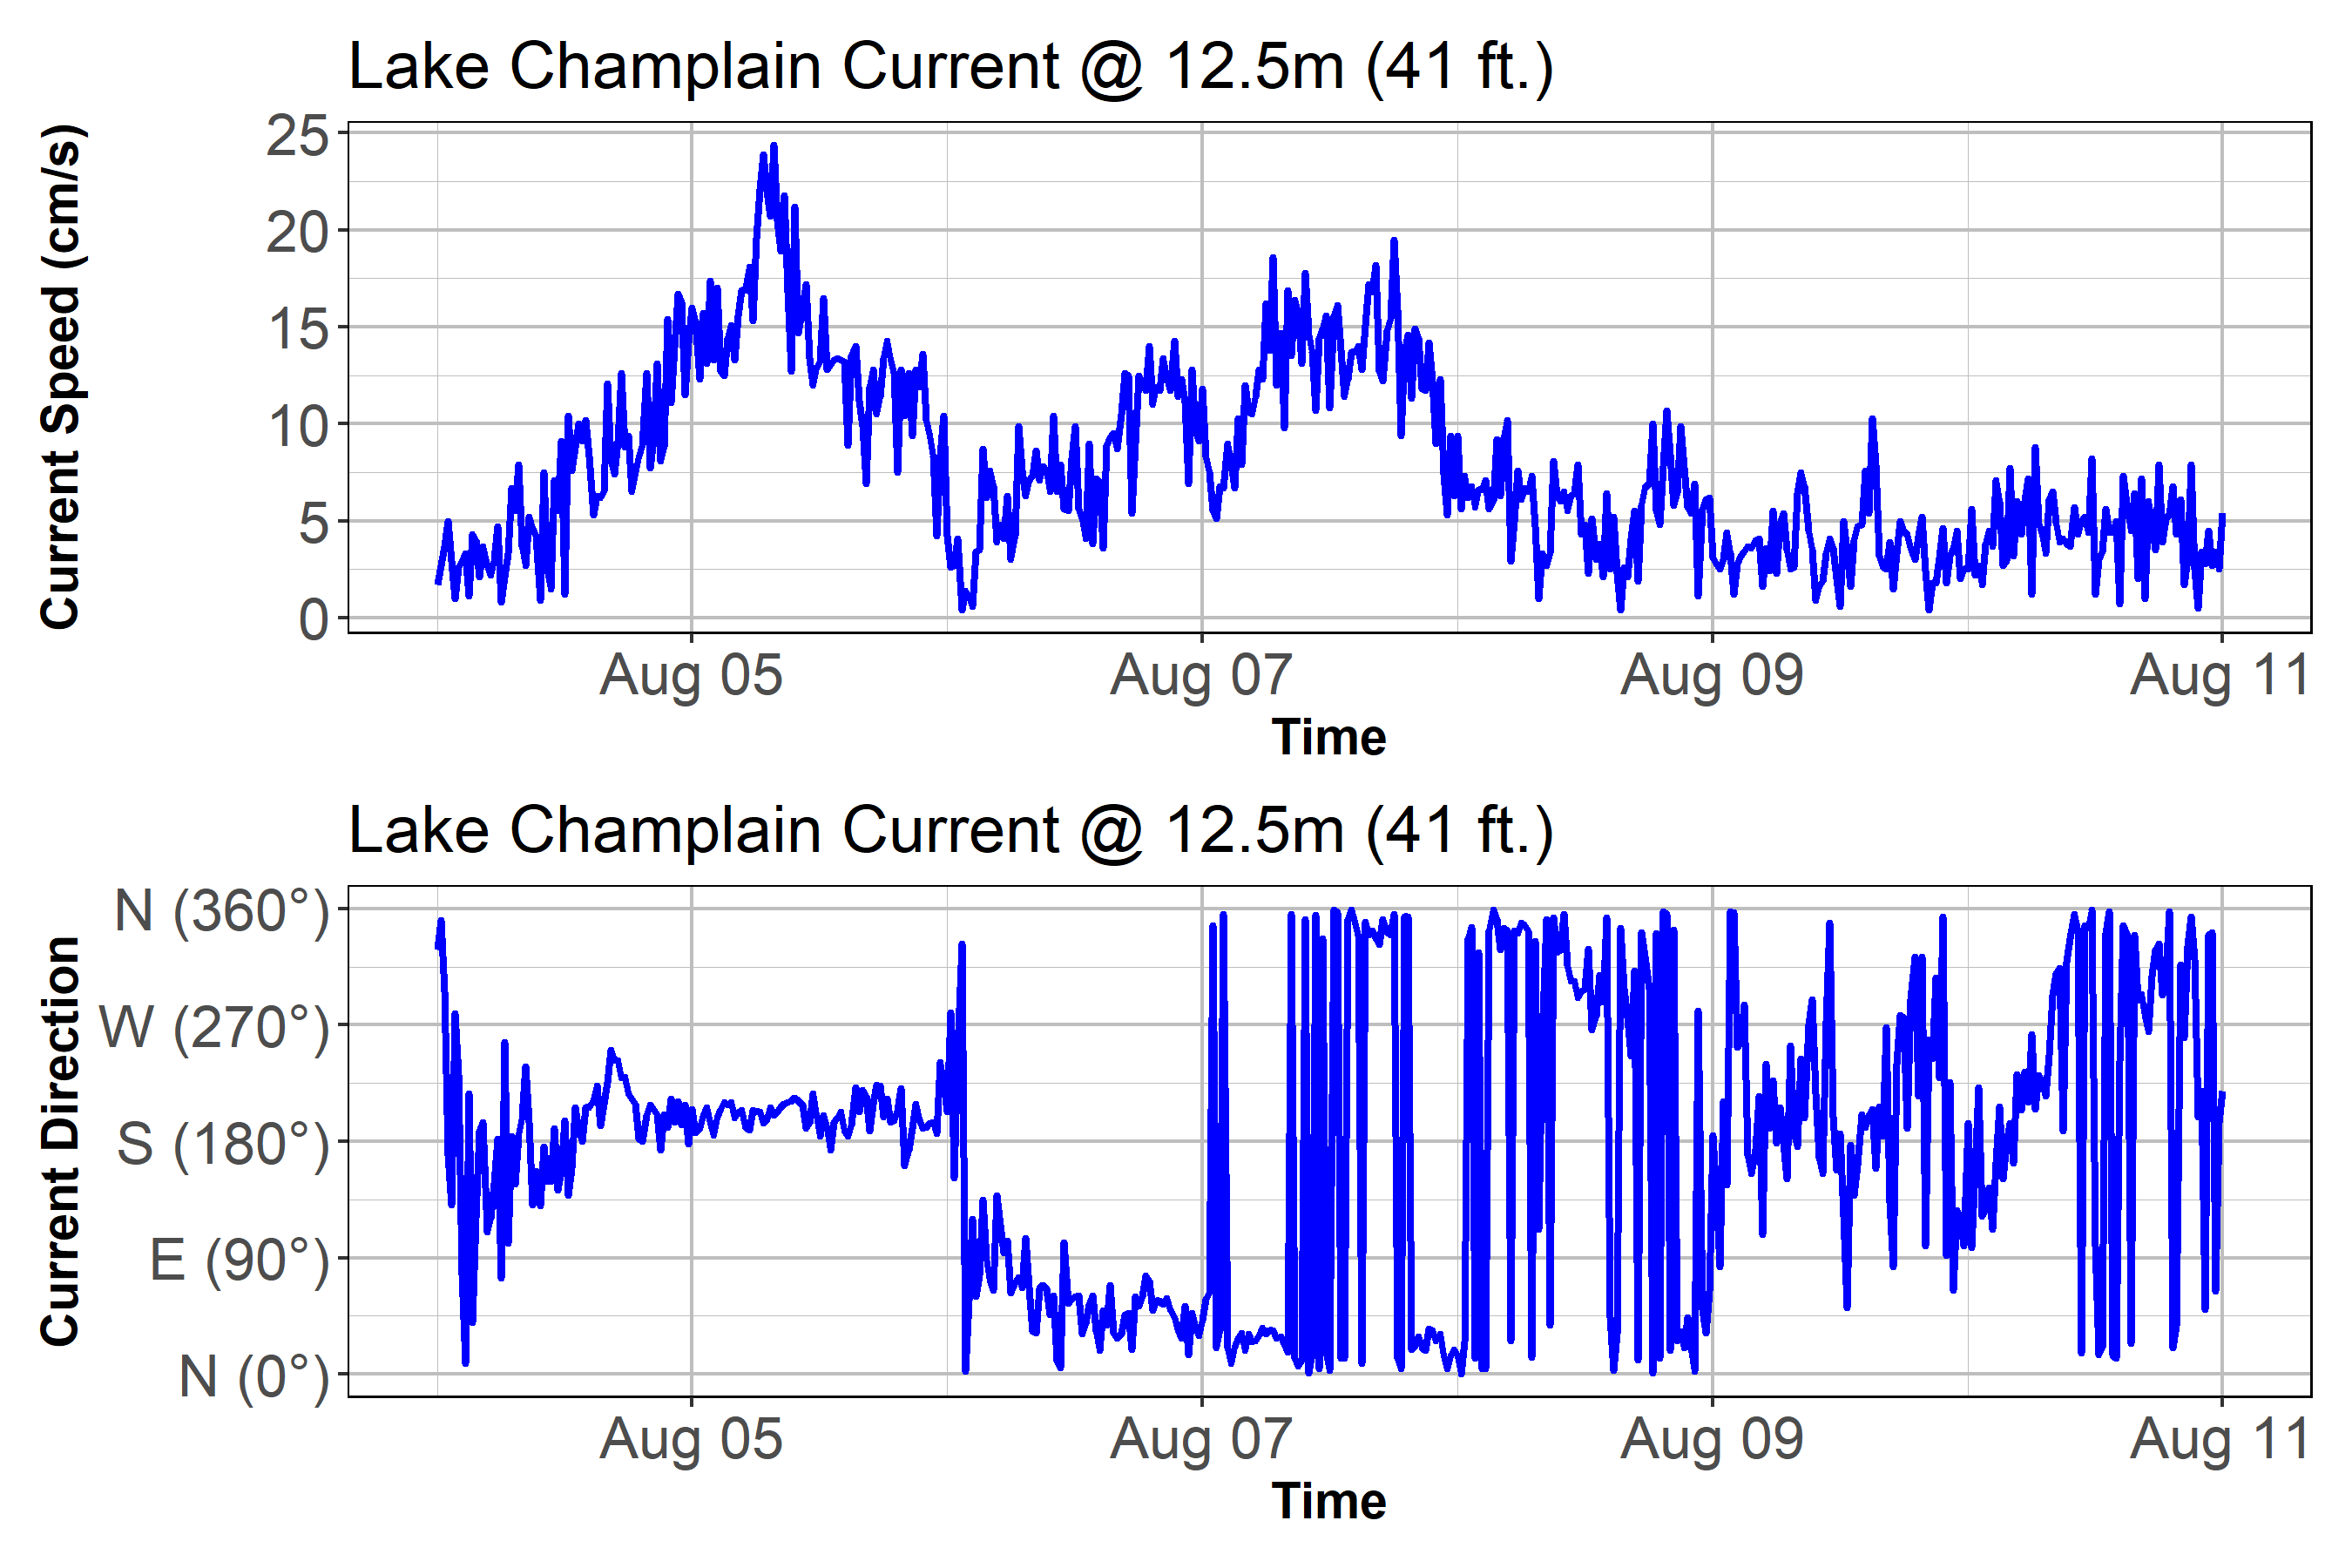 Lake Champlain Current @ 12.5m (41 ft.)
Current Speed (cm/s)
25
20
15
10
5
0
Aug 05 Aug 07 Aug 09 Aug 11
Time
Lake Champlain Current @ 12.5m (41 ft.)
Current Direction
N (360°)
W (270°)
S (180°)
E (90°)
N (0°)
Aug 05 Aug 07 Aug 09 Aug 11
Time